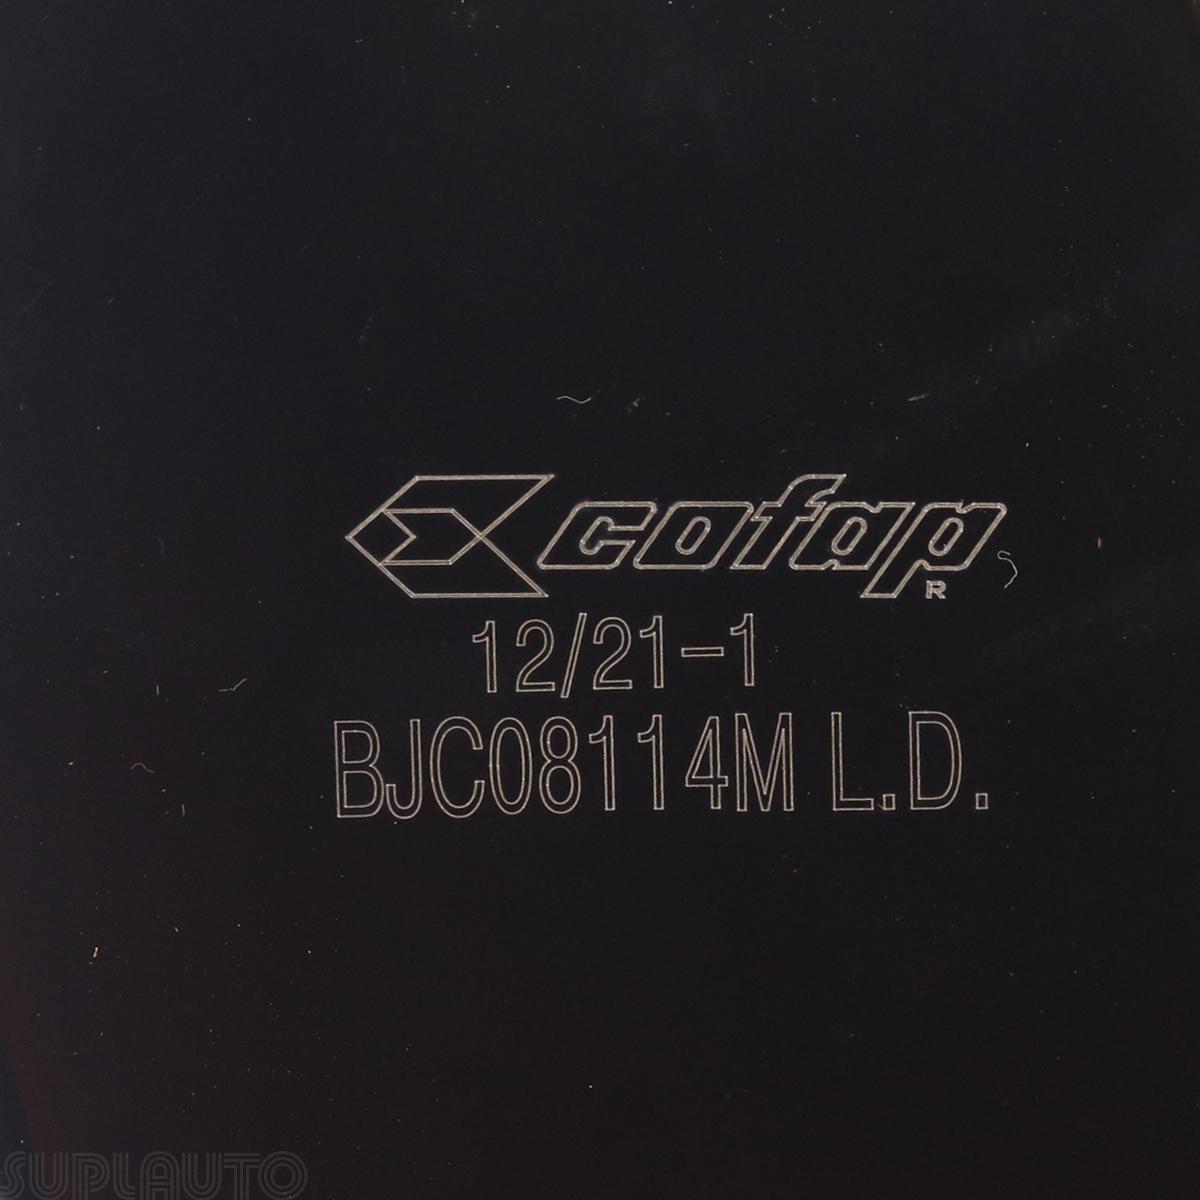 cofap
R
12/21-1
BJC08114M L.D.
SUPLAUTO